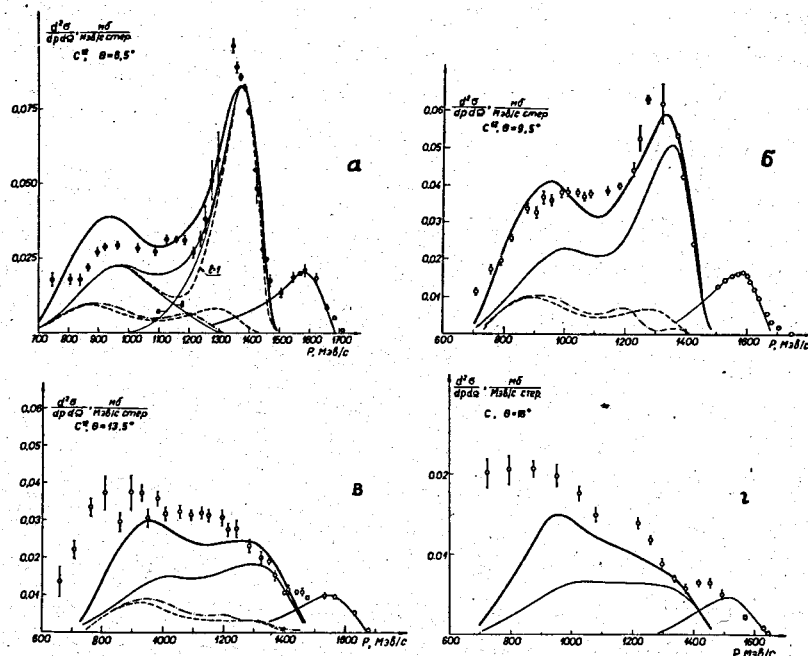 d²σ/dpdΩ, мб/Мэв/с стер
C¹², Θ=6,5°
0,075
0,050
0,025
а
ℓ=1
700 800 900 1000 1100 1200 1300 1400 1500 1600 1700
P, Мэв/с
d²σ/dpdΩ, мб/Мэв/с стер
C¹², Θ=9,5°
0,06
0,05
0,04
0,03
0,02
0,01
б
600 800 1000 1200 1400 1600
P, Мэв/с
d²σ/dpdΩ, мб/Мэв/с стер
C¹², Θ=13,5°
0,06
0,05
0,04
0,03
0,02
0,01
в
600 800 1000 1200 1400 1600
P, Мэв/с
d²σ/dpdΩ, мб/Мэв/с стер
C, Θ=16°
0.02
0.01
г
600 800 1000 1200 1400 1600
P, Мэв/с